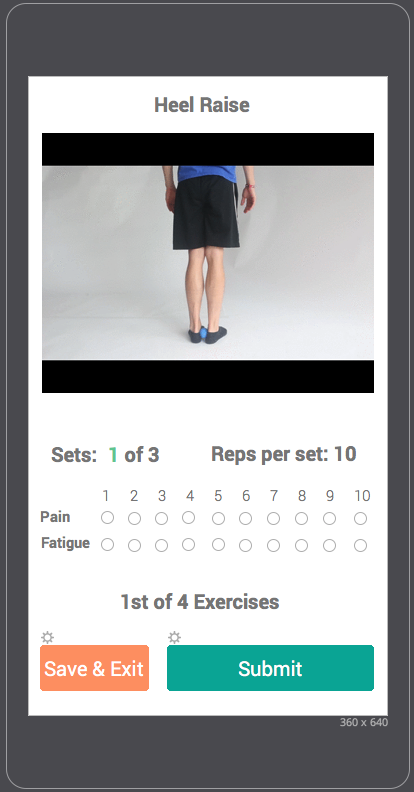 Heel Raise
Sets: 1 of 3 Reps per set: 10
1 2 3 4 5 6 7 8 9 10
Pain
Fatigue
1st of 4 Exercises
Save & Exit Submit
360 x 640